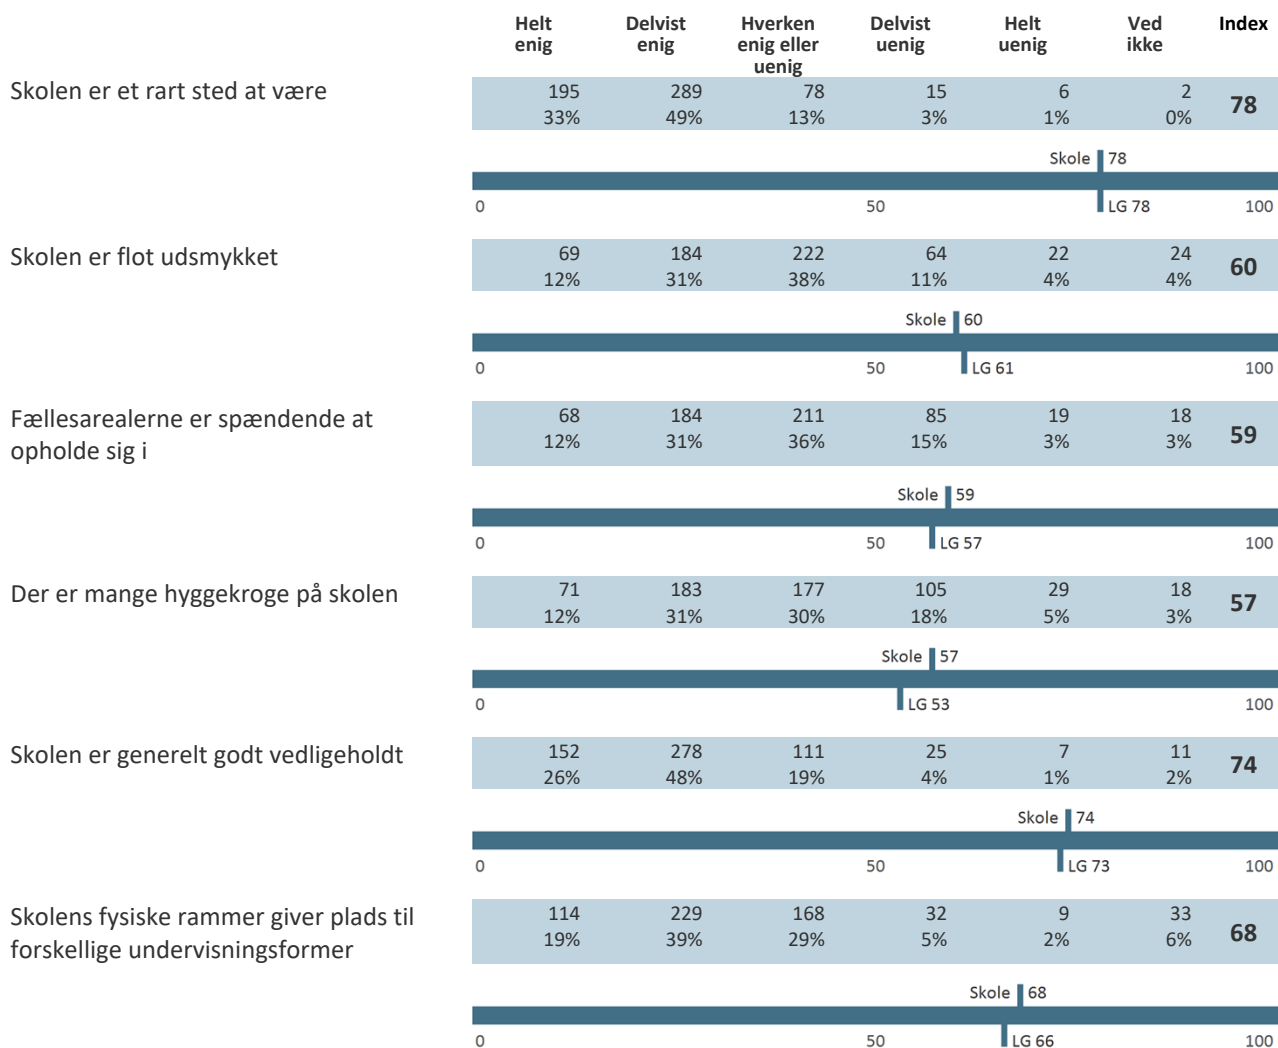 Helt enig Delvist enig Hverken enig eller uenig Delvist uenig Helt uenig Ved ikke Index
Skolen er et rart sted at være
195 289 78 15 6 2 78
33% 49% 13% 3% 1% 0%
Skole 78
0 50 LG 78 100
Skolen er flot udsmykket
69 184 222 64 22 24 60
12% 31% 38% 11% 4% 4%
Skole 60
0 50 LG 61 100
Fællesarealerne er spændende at
opholde sig i
68 184 211 85 19 18 59
12% 31% 36% 15% 3% 3%
Skole 59
0 50 LG 57 100
Der er mange hyggekroge på skolen
71 183 177 105 29 18 57
12% 31% 30% 18% 5% 3%
Skole 57
0 LG 53 100
Skolen er generelt godt vedligeholdt
152 278 111 25 7 11 74
26% 48% 19% 4% 1% 2%
Skole 74
0 50 LG 73 100
Skolens fysiske rammer giver plads til
forskellige undervisningsformer
114 229 168 32 9 33 68
19% 39% 29% 5% 2% 6%
Skole 68
0 50 LG 66 100